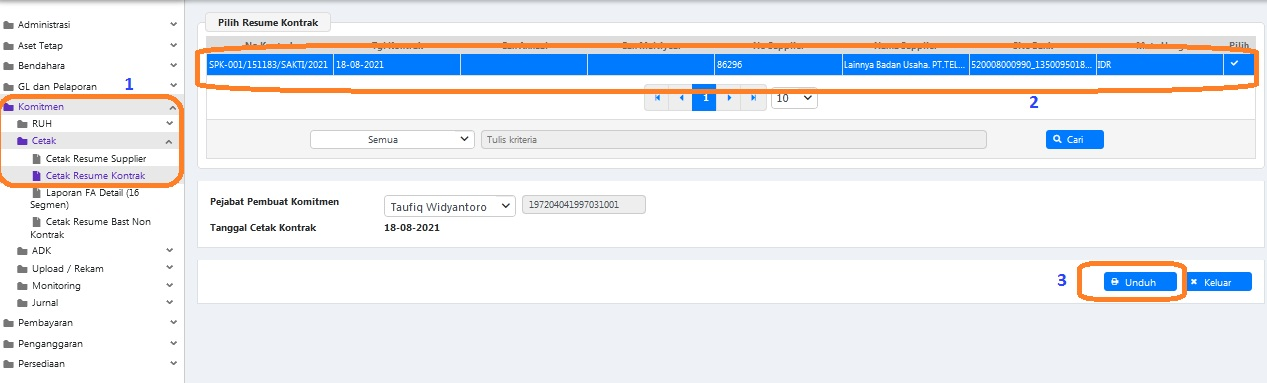 Administrasi
Aset Tetap
Bendahara
GL dan Pelaporan
1
Komitmen
RUH
Cetak
Cetak Resume Supplier
Cetak Resume Kontrak
Laporan FA Detail (16
Segmen)
Cetak Resume Bast Non
Kontrak
ADK
Upload / Rekam
Monitoring
Jurnal
Pembayaran
Penganggaran
Persediaan
Pilih Resume Kontrak
No Supplier Nama Supplier Pilih
SPK-001/151183/SAKTI/2021 18-08-2021 86296 Lainnya Badan Usaha. PT.TEL... 520008000990_1350095018... IDR
1 10
2
Semua Tulis kriteria Cari
Pejabat Pembuat Komitmen Taufiq Widyantoro 197204041997031001
Tanggal Cetak Kontrak 18-08-2021
3 Unduh Keluar